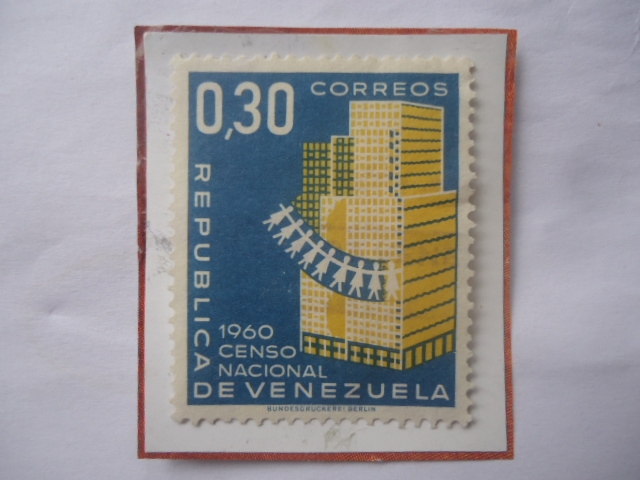 0,30
CORREOS
REPUBLICA
1960
CENSO
NACIONAL
DE VENEZUELA
BUNDESDRUCKEREI BERLIN